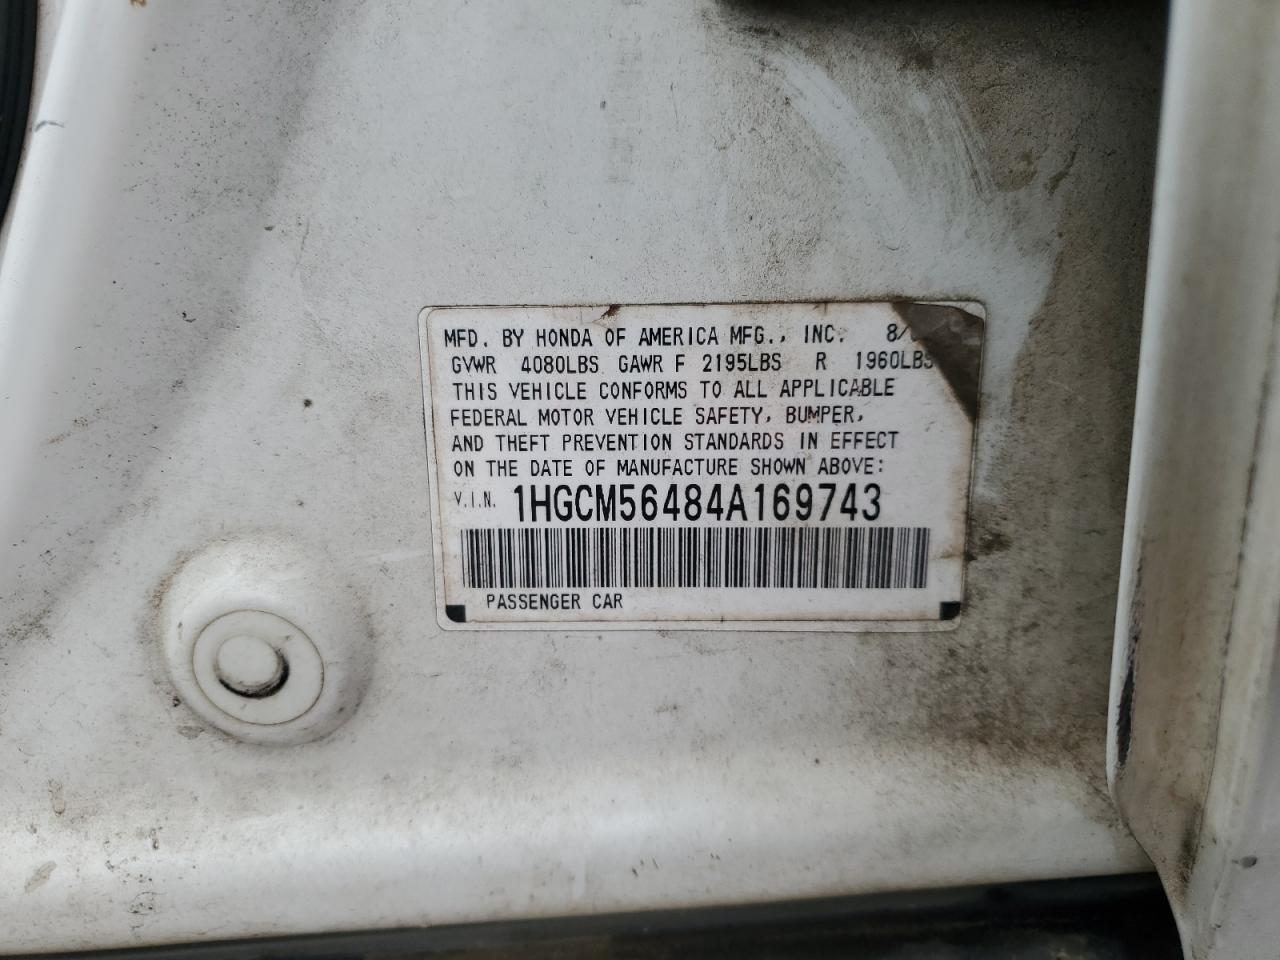 MFD. BY HONDA OF AMERICA MFG., INC. 8/
GVWR 4080LBS GAWR F 2195LBS R 1960LBS
THIS VEHICLE CONFORMS TO ALL APPLICABLE
FEDERAL MOTOR VEHICLE SAFETY, BUMPER,
AND THEFT PREVENTION STANDARDS IN EFFECT
ON THE DATE OF MANUFACTURE SHOWN ABOVE:
V.I.N. 1HGCM56484A169743
PASSENGER CAR